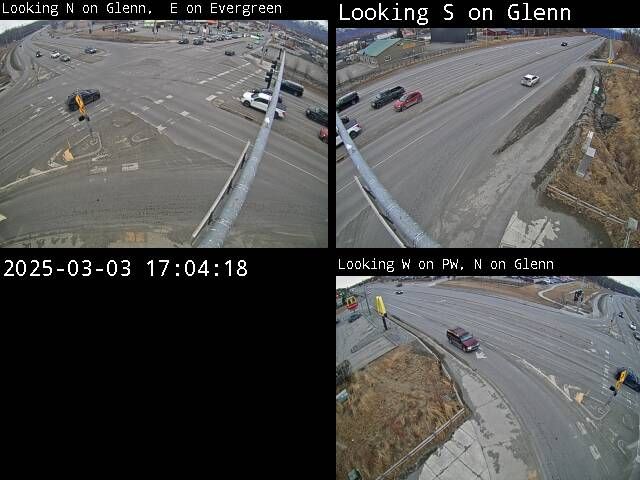 Looking N on Glenn,  E on Evergreen
Looking S on Glenn
2025-03-03 17:04:18
Looking W on PW, N on Glenn